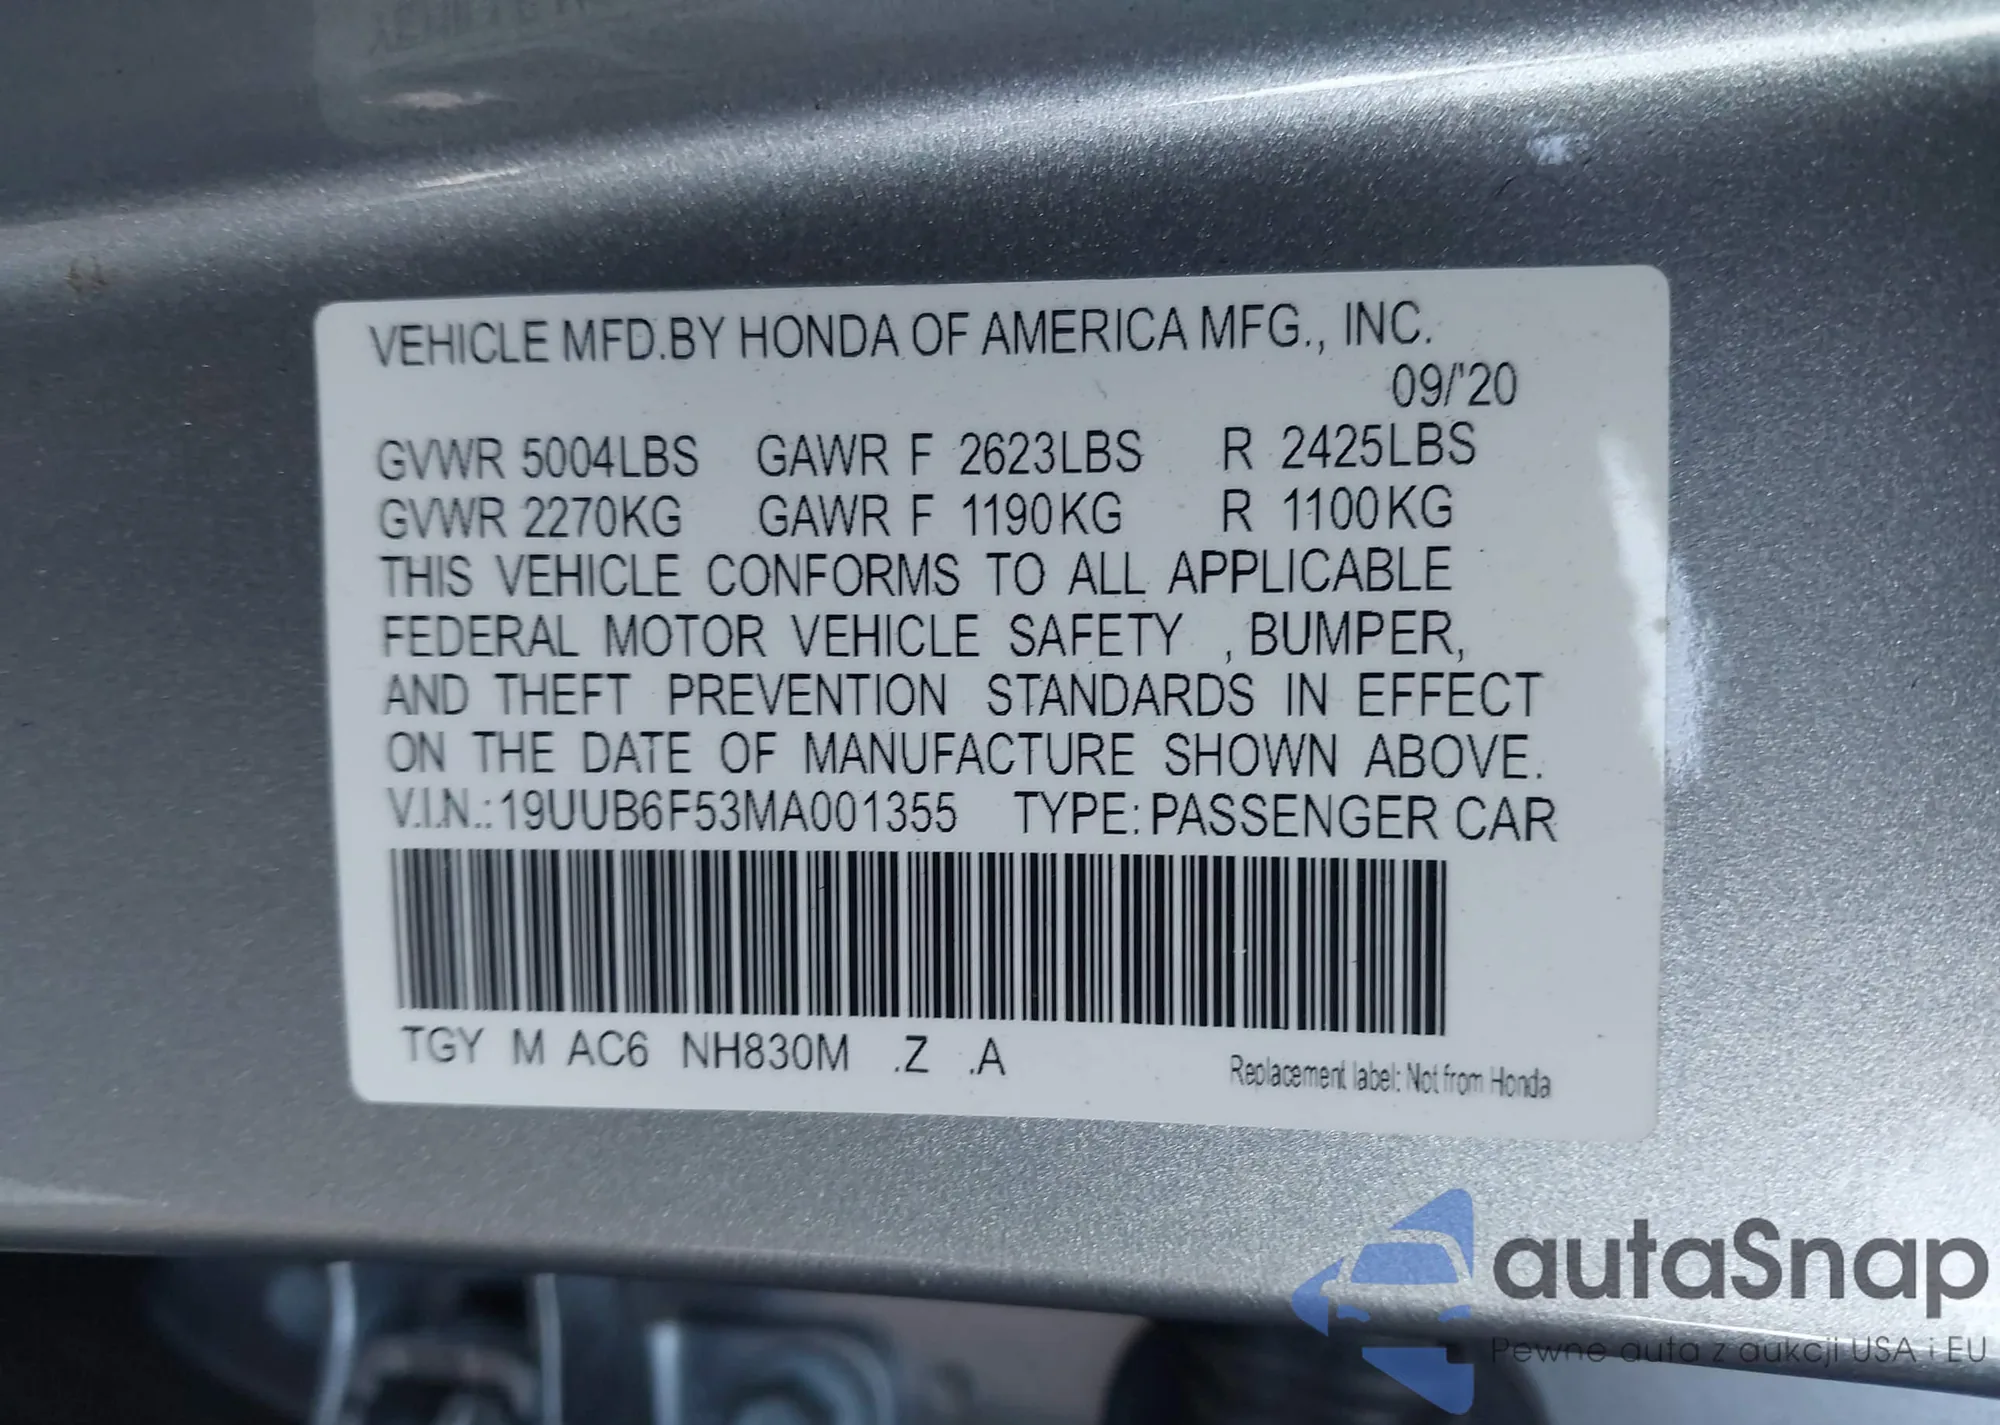 VEHICLE MFD.BY HONDA OF AMERICA MFG., INC.
09/'20
GVWR 5004LBS GAWR F 2623LBS R 2425LBS
GVWR 2270KG GAWR F 1190KG R 1100KG
THIS VEHICLE CONFORMS TO ALL APPLICABLE
FEDERAL MOTOR VEHICLE SAFETY , BUMPER,
AND THEFT PREVENTION STANDARDS IN EFFECT
ON THE DATE OF MANUFACTURE SHOWN ABOVE.
V.I.N.:19UUB6F53MA001355 TYPE: PASSENGER CAR
TGY M AC6 NH830M .Z .A
Replacement label: Not from Honda
autaSnap
Pewne auta z aukcji USA i EU